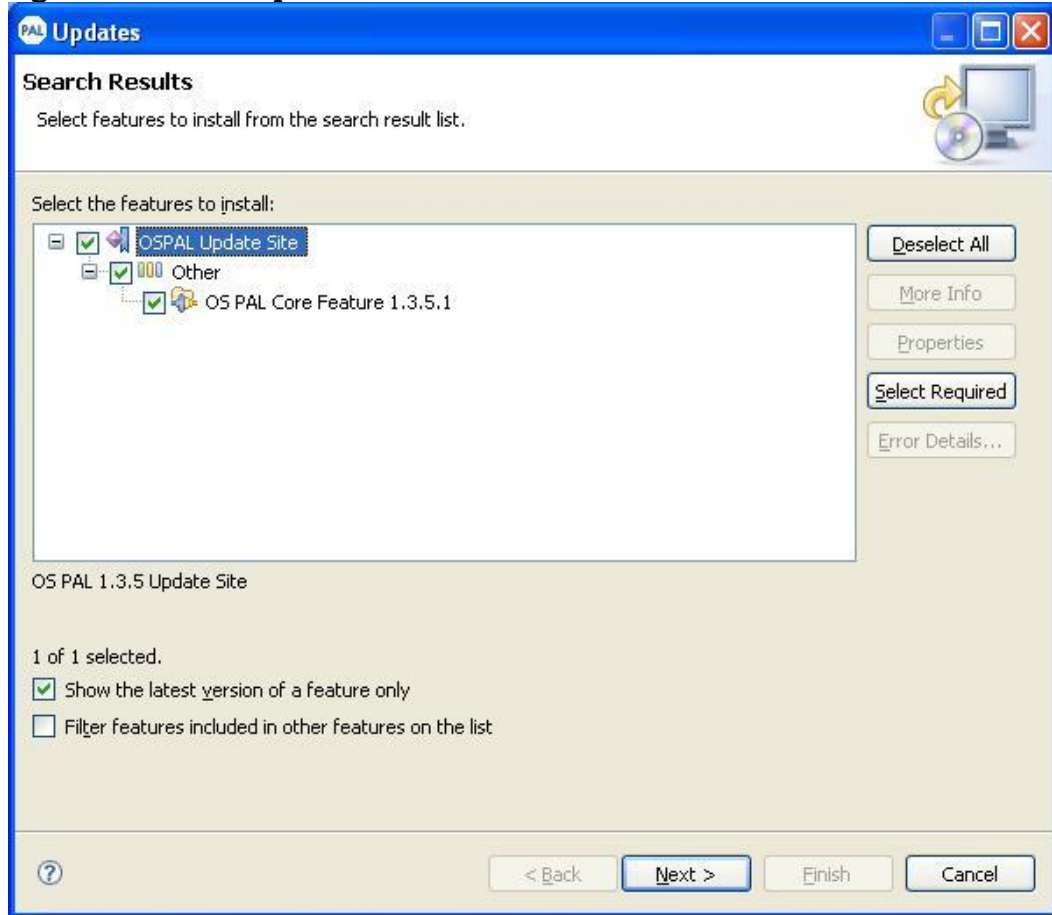 PAL Updates
Search Results
Select features to install from the search result list.
Select the features to install:
OSPAL Update Site
Other
OS PAL Core Feature 1.3.5.1
Deselect All
More Info
Properties
Select Required
Error Details...
OS PAL 1.3.5 Update Site
1 of 1 selected.
Show the latest version of a feature only
Filter features included in other features on the list
?
< Back
Next >
Finish
Cancel